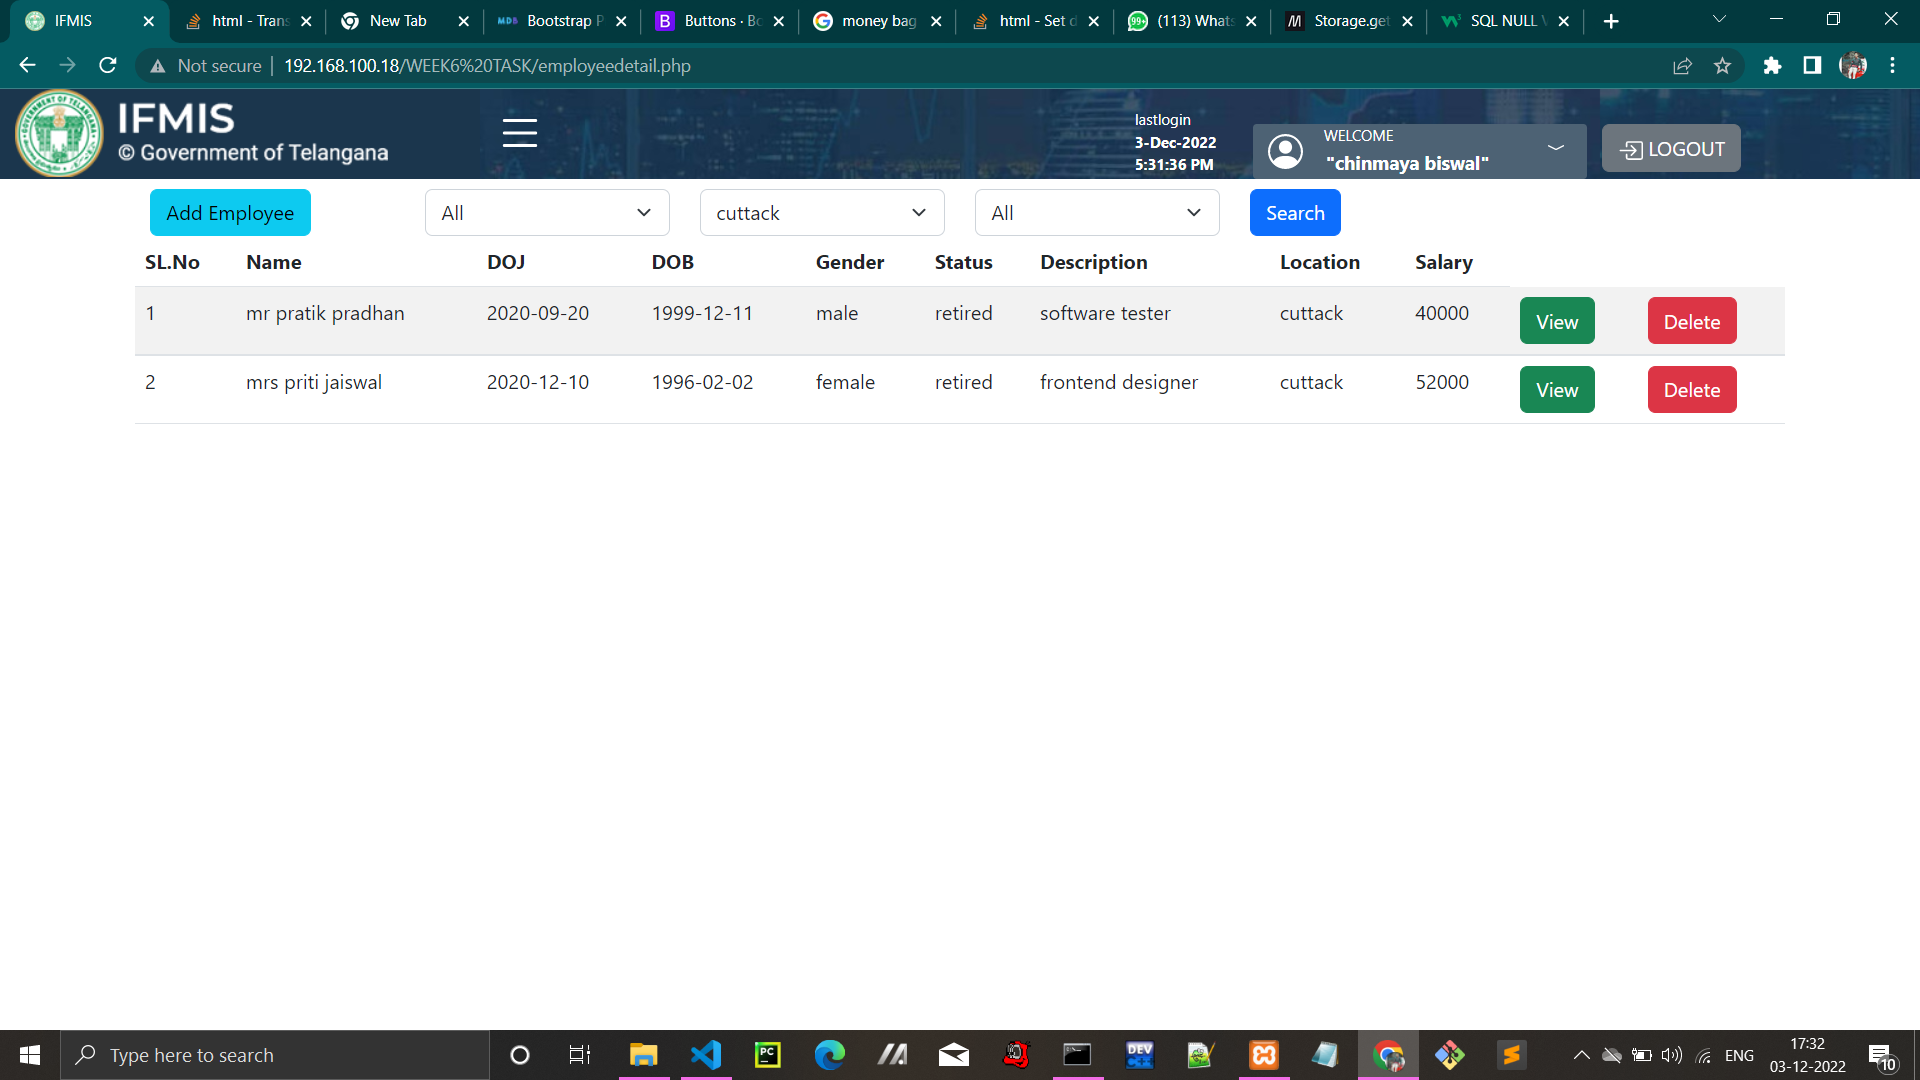 IFMIS
html - Trans
New Tab
MDB Bootstrap P
B Buttons · Bo
G money bag
html - Set d
99+ (113) Whats
M Storage.get
SQL NULL V
Not secure 192.168.100.18/WEEK6%20TASK/employeedetail.php
IFMIS
© Government of Telangana
lastlogin
3-Dec-2022
5:31:36 PM
WELCOME
"chinmaya biswal"
LOGOUT
Add Employee All cuttack All Search
SL.No Name DOJ DOB Gender Status Description Location Salary
1 mr pratik pradhan 2020-09-20 1999-12-11 male retired software tester cuttack 40000 View Delete
2 mrs priti jaiswal 2020-12-10 1996-02-02 female retired frontend designer cuttack 52000 View Delete
Type here to search
PC
DEV C++
ENG
17:32
03-12-2022
10